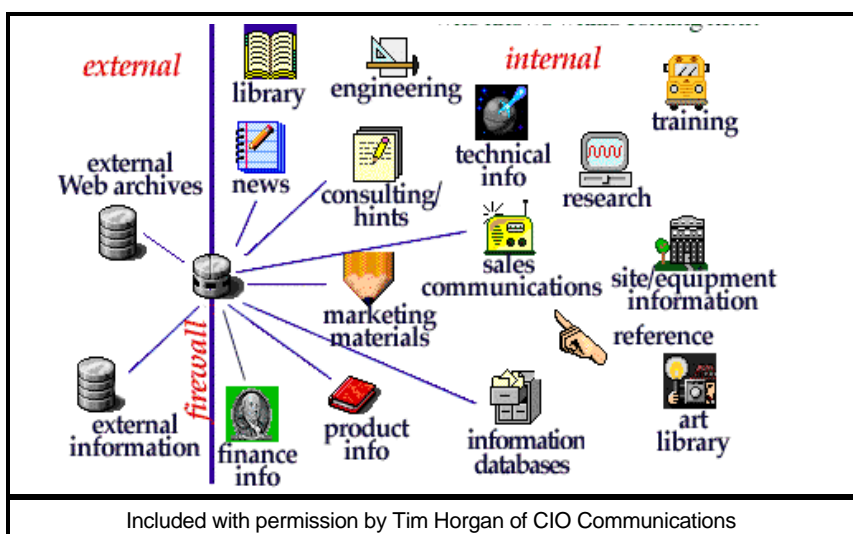 external
internal
library
engineering
training
technical
info
research
external
Web archives
news
consulting/
hints
sales
communications
site/equipment
information
marketing
materials
reference
firewall
external
information
finance
info
product
info
information
databases
art
library
Included with permission by Tim Horgan of CIO Communications